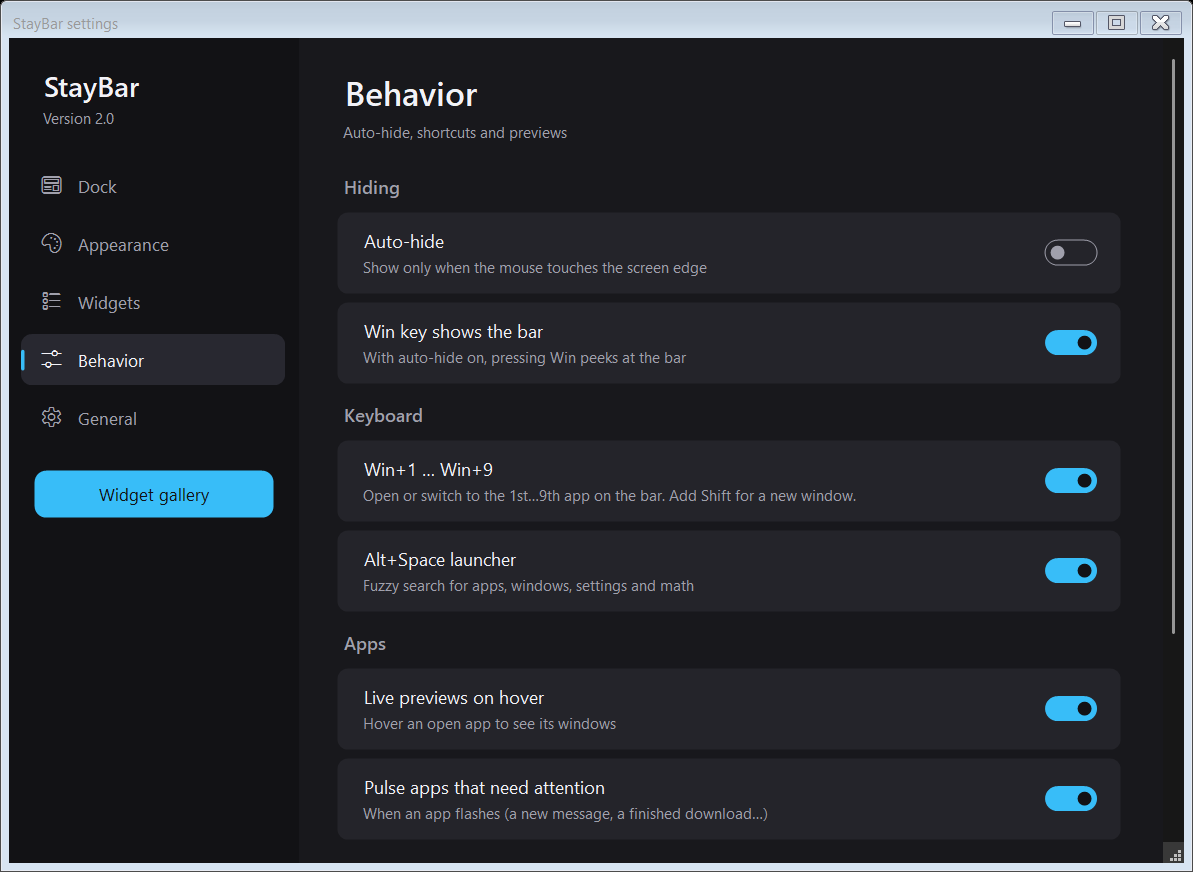 StayBar settings
StayBar
Version 2.0
Dock
Appearance
Widgets
Behavior
General
Widget gallery
Behavior
Auto-hide, shortcuts and previews
Hiding
Auto-hide
Show only when the mouse touches the screen edge
Win key shows the bar
With auto-hide on, pressing Win peeks at the bar
Keyboard
Win+1 ... Win+9
Open or switch to the 1st...9th app on the bar. Add Shift for a new window.
Alt+Space launcher
Fuzzy search for apps, windows, settings and math
Apps
Live previews on hover
Hover an open app to see its windows
Pulse apps that need attention
When an app flashes (a new message, a finished download...)